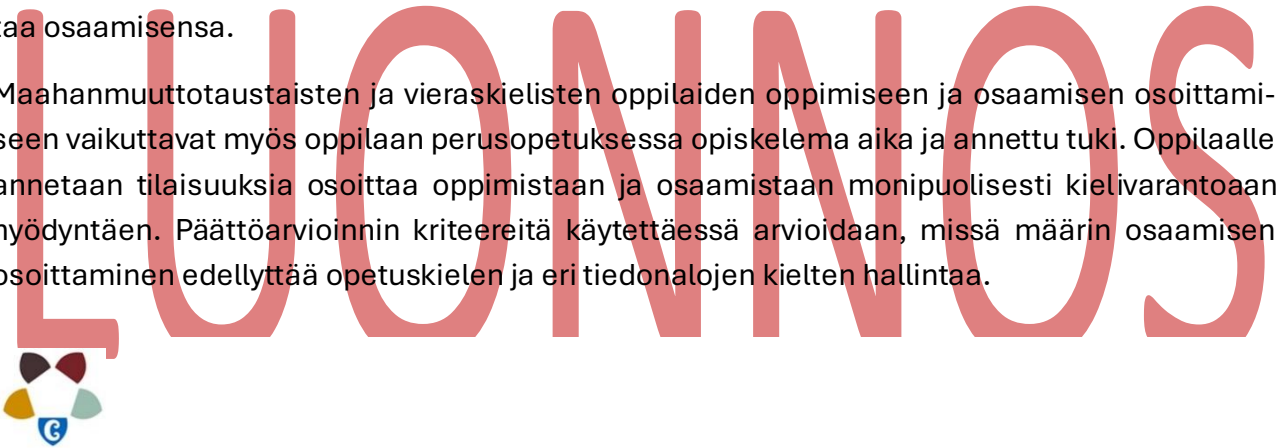 taa osaamisensa.
Maahanmuuttotaustaisten ja vieraskielisten oppilaiden oppimiseen ja osaamisen osoittami-
seen vaikuttavat myös oppilaan perusopetuksessa opiskelema aika ja annettu tuki. Oppilaalle
annetaan tilaisuuksia osoittaa oppimistaan ja osaamistaan monipuolisesti kielivarantoaan
hyödyntäen. Päättöarvioinnin kriteereitä käytettäessä arvioidaan, missä määrin osaamisen
osoittaminen edellyttää opetuskielen ja eri tiedonalojen kielten hallintaa.
LUONNOS